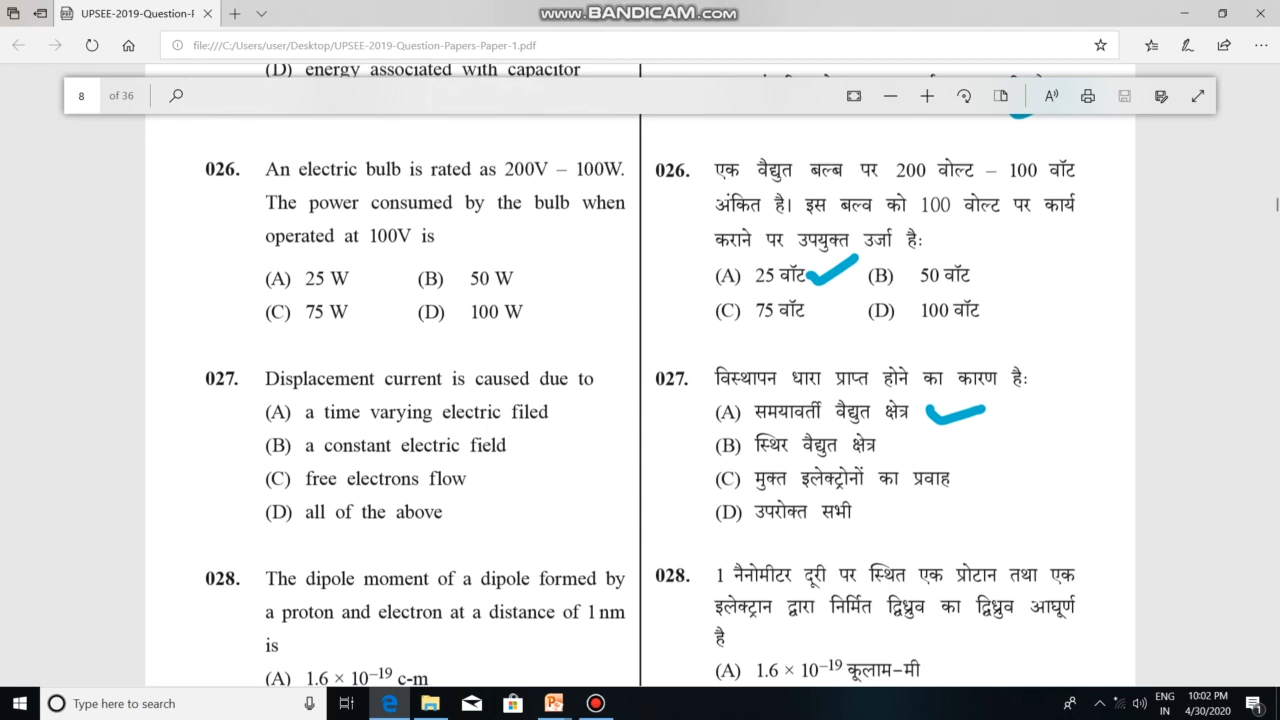 www.BANDICAM.com
UPSEE-2019-Question-P
file:///C:/Users/user/Desktop/UPSEE-2019-Question-Papers-Paper-1.pdf
(D) energy associated with capacitor
8 of 36
026. An electric bulb is rated as 200V – 100W.
The power consumed by the bulb when
operated at 100V is
(A) 25 W (B) 50 W
(C) 75 W (D) 100 W
027. Displacement current is caused due to
(A) a time varying electric filed
(B) a constant electric field
(C) free electrons flow
(D) all of the above
028. The dipole moment of a dipole formed by
a proton and electron at a distance of 1 nm
is
(A) 1.6 × 10⁻¹⁹ c-m
026. एक वैद्युत बल्ब पर 200 वोल्ट – 100 वॉट
अंकित है। इस बल्व को 100 वोल्ट पर कार्य
कराने पर उपयुक्त उर्जा है:
(A) 25 वॉट (B) 50 वॉट
(C) 75 वॉट (D) 100 वॉट
027. विस्थापन धारा प्राप्त होने का कारण है:
(A) समयावर्ती वैद्युत क्षेत्र
(B) स्थिर वैद्युत क्षेत्र
(C) मुक्त इलेक्ट्रोनों का प्रवाह
(D) उपरोक्त सभी
028. 1 नैनोमीटर दूरी पर स्थित एक प्रोटान तथा एक
इलेक्ट्रान द्वारा निर्मित द्विध्रुव का द्विध्रुव आघूर्ण
है
(A) 1.6 × 10⁻¹⁹ कूलाम-मी
Type here to search
ENG
IN
10:02 PM
4/30/2020
1